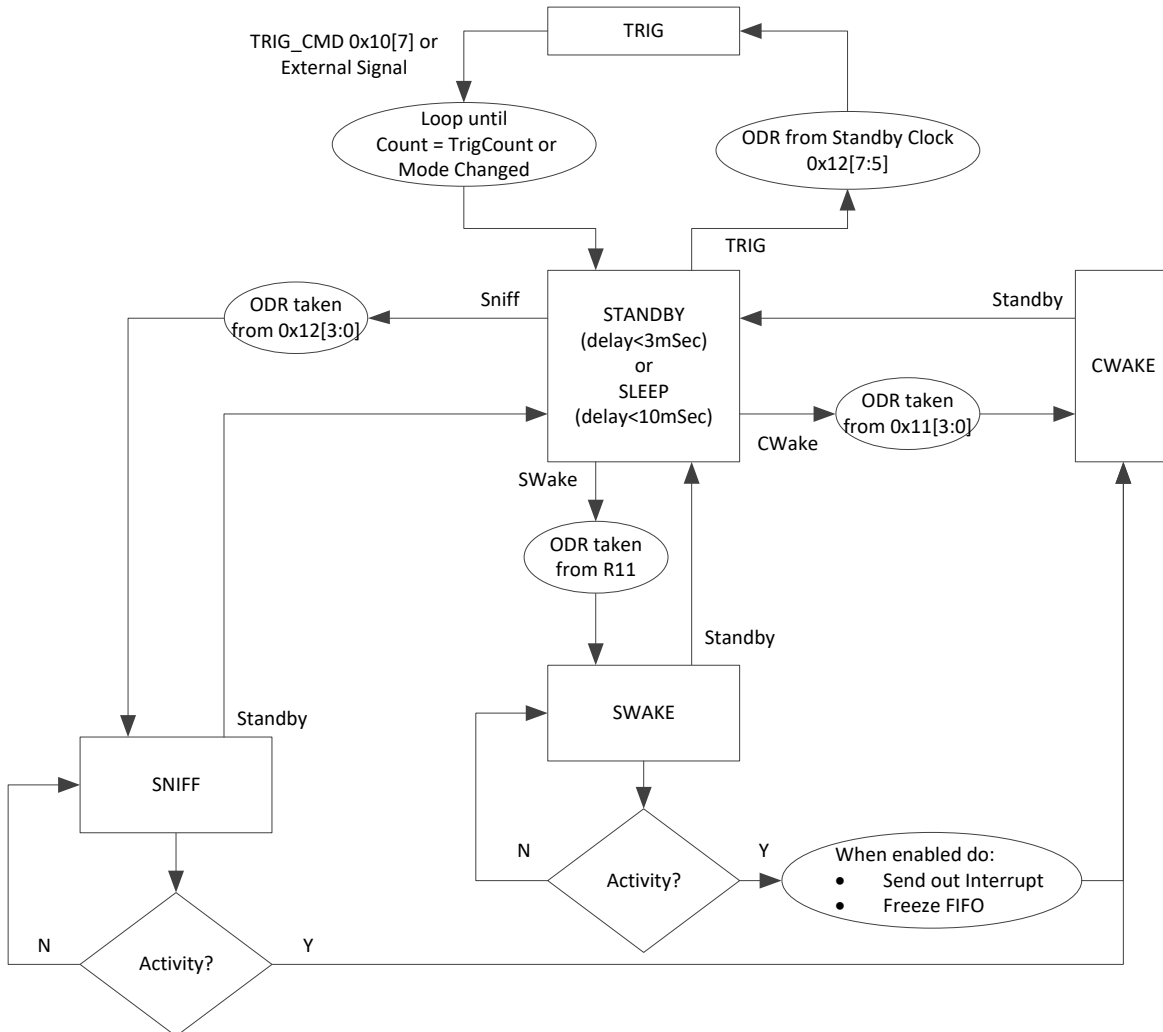 TRIG
TRIG_CMD 0x10[7] or
External Signal
Loop until
Count = TrigCount or
Mode Changed
ODR from Standby Clock
0x12[7:5]
TRIG
Sniff
ODR taken
from 0x12[3:0]
STANDBY
(delay<3mSec)
or
SLEEP
(delay<10mSec)
Standby
CWAKE
ODR taken
from 0x11[3:0]
CWake
SWake
ODR taken
from R11
Standby
SWAKE
Standby
SNIFF
N
Activity?
Y
When enabled do:
• Send out Interrupt
• Freeze FIFO
N
Activity?
Y